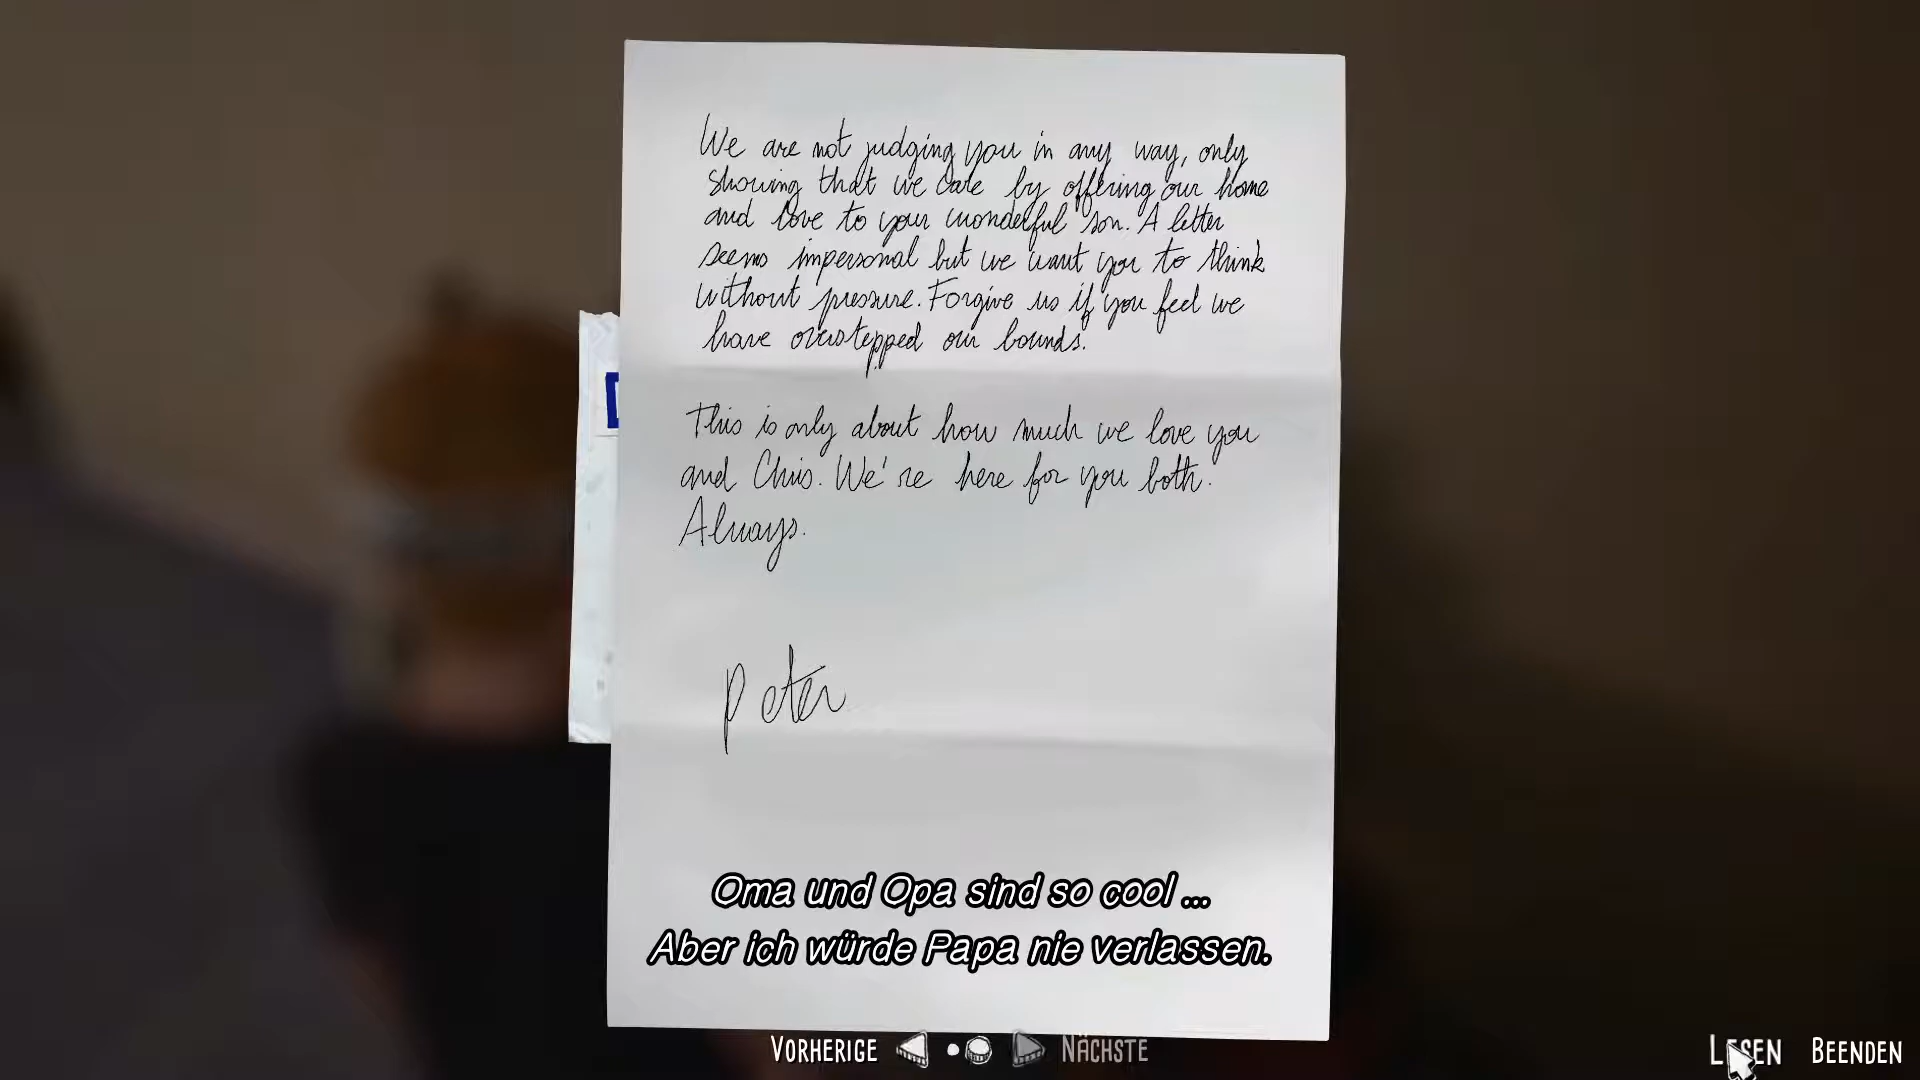 We are not judging you in any way, only
showing that we care by offering our home
and love to your wonderful son. A letter
seems impersonal but we want you to think
without pressure. Forgive us if you feel we
have overstepped our bounds.
This is only about how much we love you
and Chris. We're here for you both.
Always.
Peter
Oma und Opa sind so cool ...
Aber ich würde Papa nie verlassen.
VORHERIGE NÄCHSTE
LESEN BEENDEN